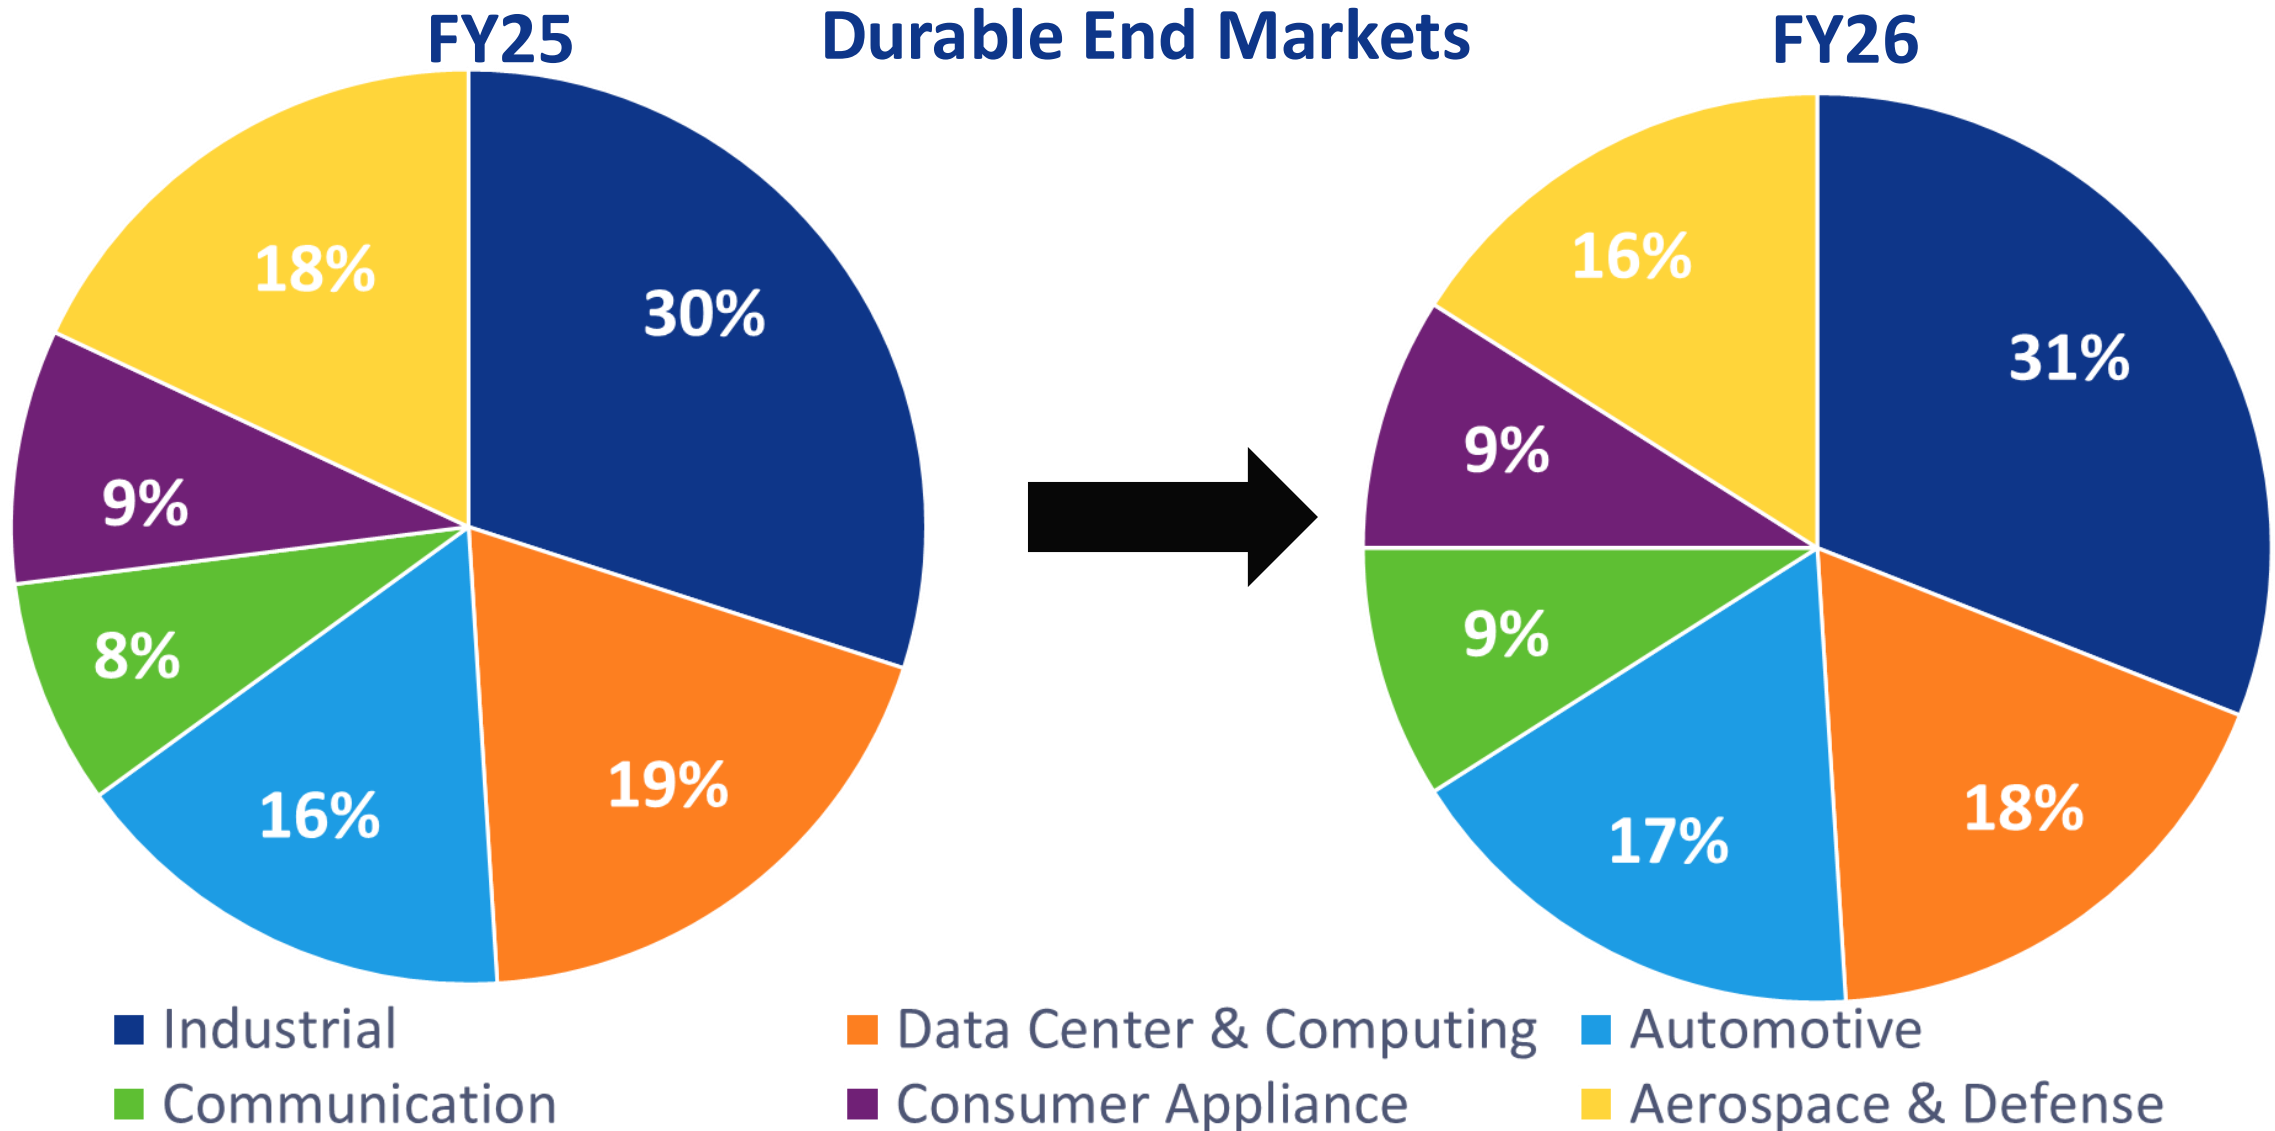 FY25
Durable End Markets
FY26
18%
30%
9%
8%
16%
19%
16%
31%
9%
9%
17%
18%
Industrial
Data Center & Computing
Automotive
Communication
Consumer Appliance
Aerospace & Defense